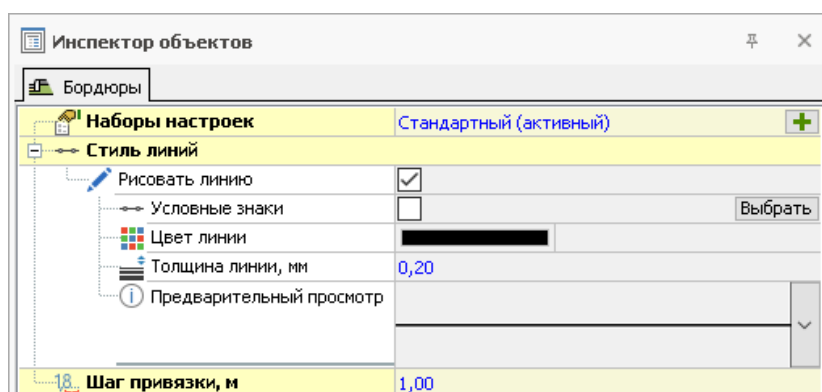 Инспектор объектов
Бордюры
Наборы настроек Стандартный (активный)
Стиль линий
Рисовать линию
Условные знаки Выбрать
Цвет линии
Толщина линии, мм 0,20
Предварительный просмотр
Шаг привязки, м 1,00